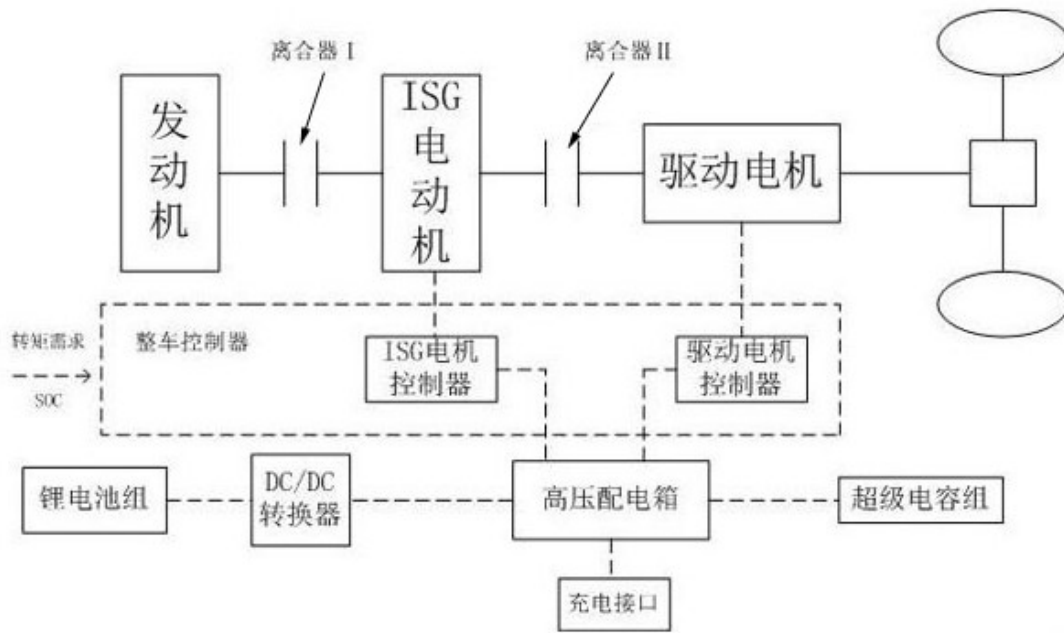 离合器Ⅰ
离合器Ⅱ
发
动
机
ISG
电
动
机
驱动电机
转矩需求
SOC
整车控制器
ISG电机
控制器
驱动电机
控制器
锂电池组
DC/DC
转换器
高压配电箱
超级电容组
充电接口